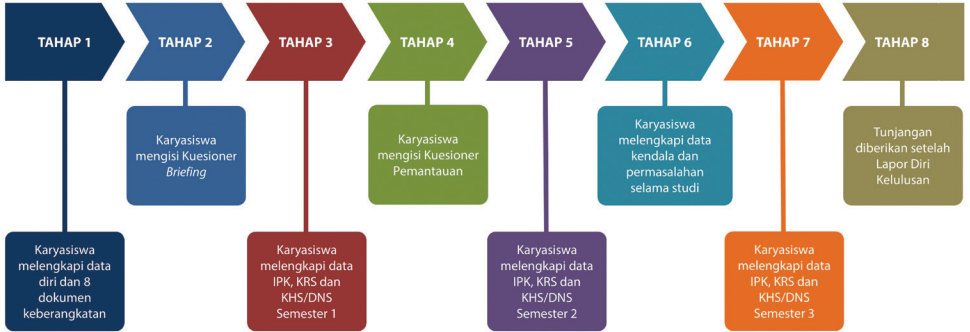 TAHAP 1
TAHAP 2
TAHAP 3
TAHAP 4
TAHAP 5
TAHAP 6
TAHAP 7
TAHAP 8
Karyasiswa
melengkapi data
diri dan 8
dokumen
keberangkatan
Karyasiswa
mengisi Kuesioner
Briefing
Karyasiswa
melengkapi data
IPK, KRS dan
KHS/DNS
Semester 1
Karyasiswa
mengisi Kuesioner
Pemantauan
Karyasiswa
melengkapi data
IPK, KRS dan
KHS/DNS
Semester 2
Karyasiswa
melengkapi data
kendala dan
permasalahan
selama studi
Karyasiswa
melengkapi data
IPK, KRS dan
KHS/DNS
Semester 3
Tunjangan
diberikan setelah
Lapor Diri
Kelulusan